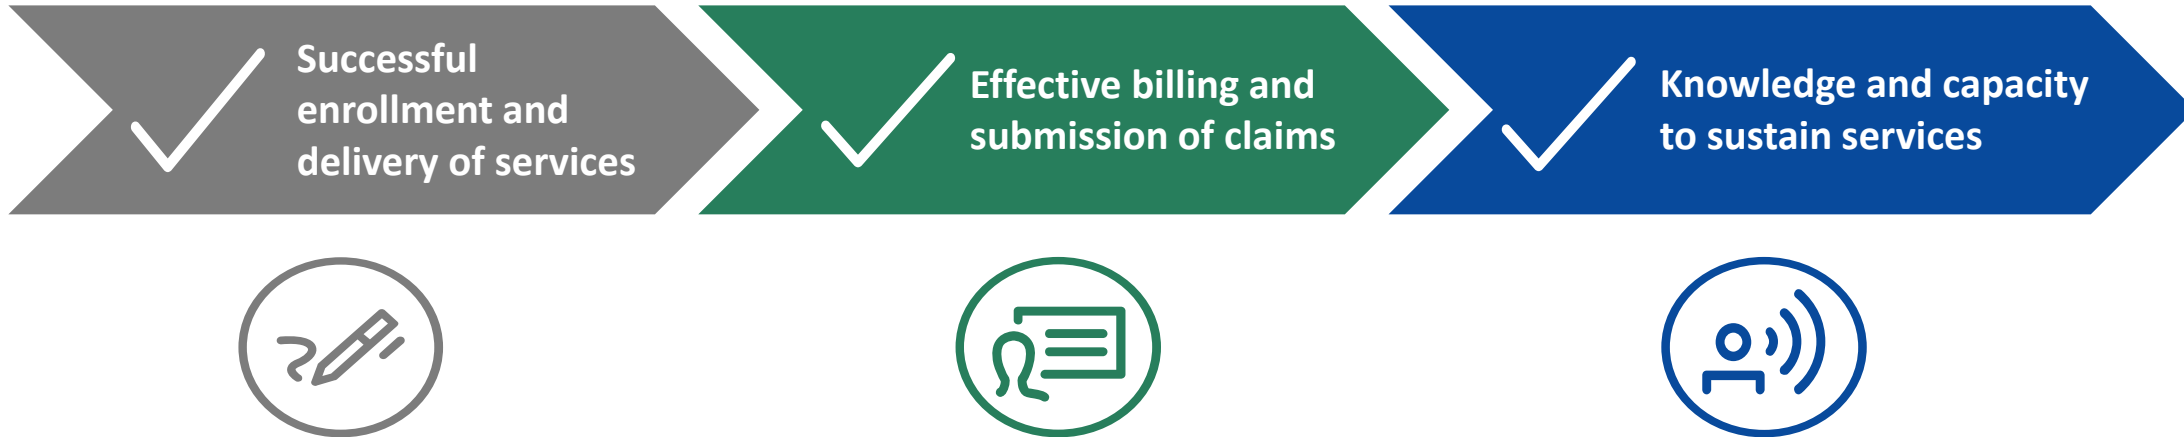 Successful
enrollment and
delivery of services
Effective billing and
submission of claims
Knowledge and capacity
to sustain services